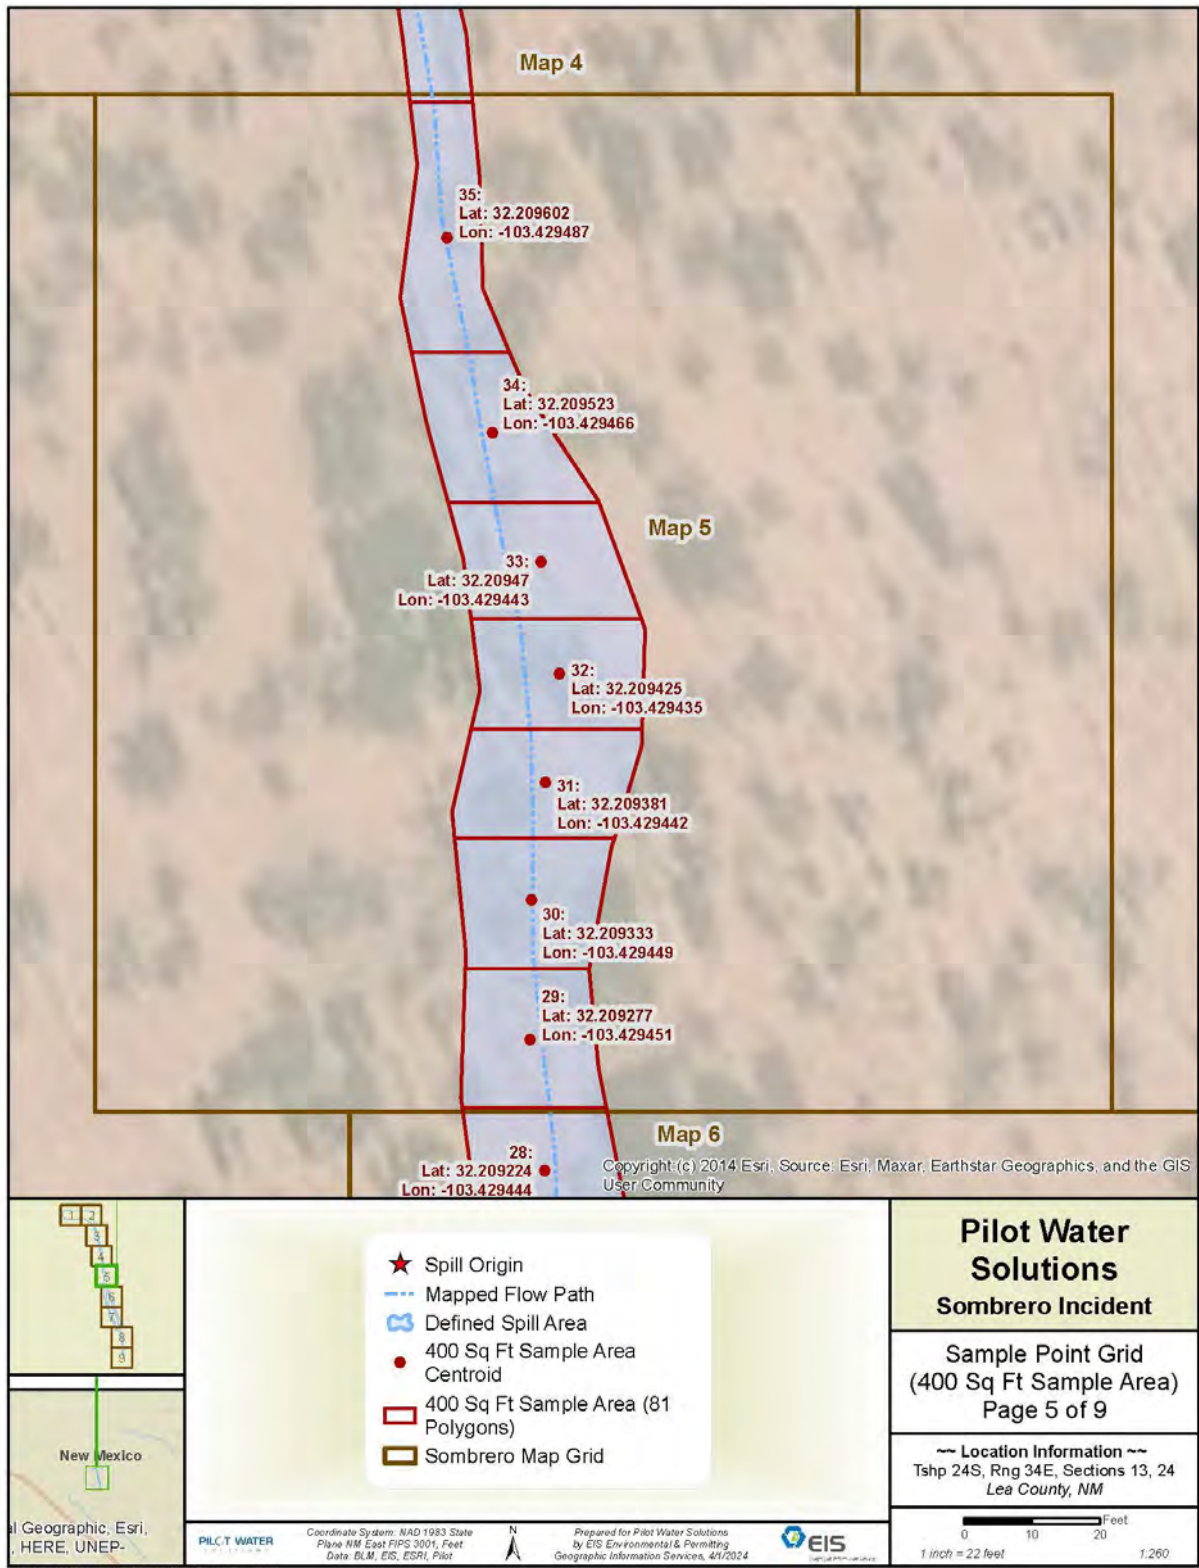 Map 4
35:
Lat: 32.209602
Lon: -103.429487
34:
Lat: 32.209523
Lon: -103.429466
Map 5
33:
Lat: 32.20947
Lon: -103.429443
32:
Lat: 32.209425
Lon: -103.429435
31:
Lat: 32.209381
Lon: -103.429442
30:
Lat: 32.209333
Lon: -103.429449
29:
Lat: 32.209277
Lon: -103.429451
Map 6
28:
Lat: 32.209224
Lon: -103.429444
Copyright:(c) 2014 Esri, Source: Esri, Maxar, Earthstar Geographics, and the GIS
User Community
1 2
3
4
5
6
7
8
9
New Mexico
al Geographic, Esri,
, HERE, UNEP-
Spill Origin
Mapped Flow Path
Defined Spill Area
400 Sq Ft Sample Area
Centroid
400 Sq Ft Sample Area (81
Polygons)
Sombrero Map Grid
PILOT WATER
Coordinate System: NAD 1983 State
Plane NM East FIPS 3001, Feet
Data: BLM, EIS, ESRI, Pilot
N
Prepared for Pilot Water Solutions
by EIS Environmental & Permitting
Geographic Information Services, 4/1/2024
EIS
Pilot Water
Solutions
Sombrero Incident
Sample Point Grid
(400 Sq Ft Sample Area)
Page 5 of 9
~~ Location Information ~~
Tshp 24S, Rng 34E, Sections 13, 24
Lea County, NM
Feet
0 10 20
1 inch = 22 feet
1:260